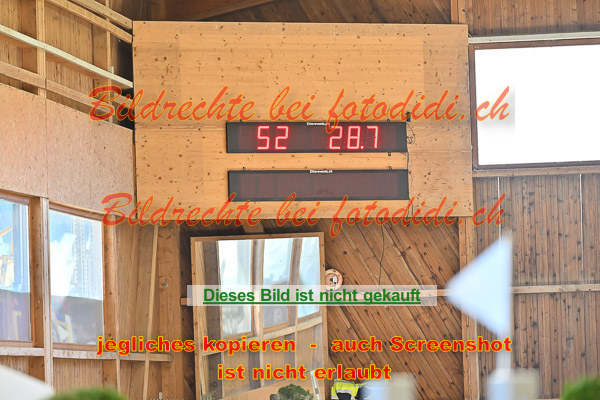 Bildrechte bei fotodidi.ch
52 28.7
Bildrechte bei fotodidi.ch
Dieses Bild ist nicht gekauft
jegliches kopieren - auch Screenshot
ist nicht erlaubt